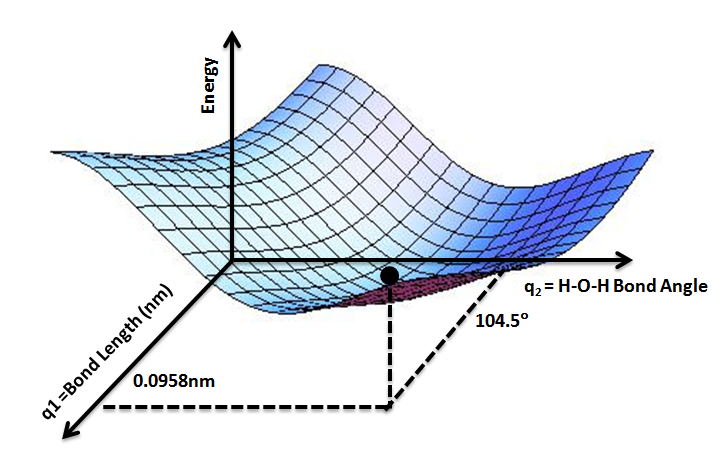 Energy
q₂ = H-O-H Bond Angle
104.5°
0.0958nm
q1 =Bond Length (nm)